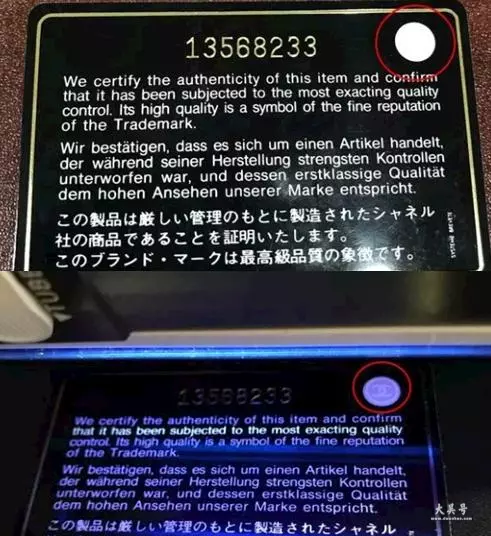 13568233
We certify the authenticity of this item and confirm
that it has been subjected to the most exacting quality
control. Its high quality is a symbol of the fine reputation
of the Trademark.
Wir bestätigen, dass es sich um einen Artikel handelt,
der während seiner Herstellung strengsten Kontrollen
unterworfen war, und dessen erstklassige Qualität
dem hohen Ansehen unserer Marke entspricht.
この製品は厳しい管理のもとに製造されたシャネル
社の商品であることを証明いたします。
このブランド・マークは最高級品質の象徴です。
SYSTEME BREVETE
13568233
We certify the authenticity of this item and confirm
that it has been subjected to the most exacting quality
control. Its high quality is a symbol of the fine reputation
of the Trademark.
Wir bestätigen, dass es sich um einen Artikel handelt,
der während seiner Herstellung strengsten Kontrollen
unterworfen war, und dessen erstklassige Qualität
dem hohen Ansehen unserer Marke entspricht.
この製品は厳しい管理のもとに製造されたシャネル